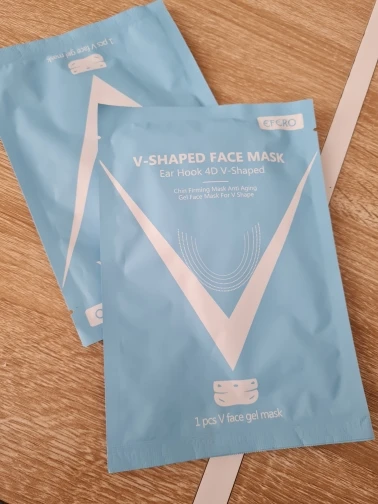 V-SHAPED FACE MASK
Ear Hook 4D V-Shaped
Chin Firming Mask Anti Aging
Gel Face Mask For V Shape
1 pcs V face gel mask